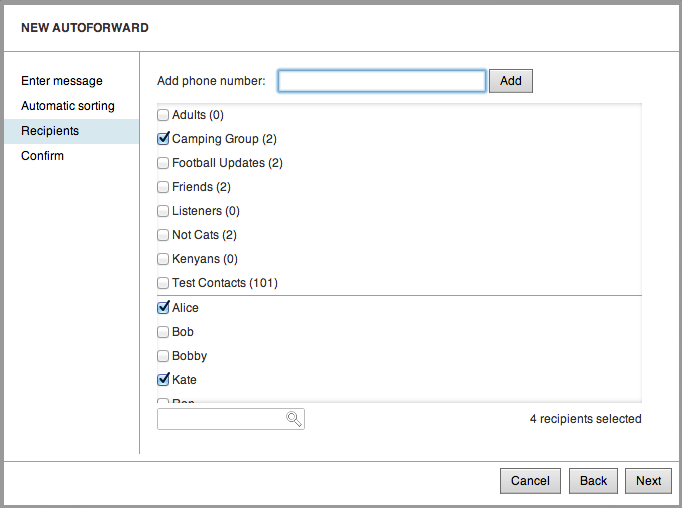 NEW AUTOFORWARD
Enter message
Automatic sorting
Recipients
Confirm
Add phone number:
Add
Adults (0)
Camping Group (2)
Football Updates (2)
Friends (2)
Listeners (0)
Not Cats (2)
Kenyans (0)
Test Contacts (101)
Alice
Bob
Bobby
Kate
4 recipients selected
Cancel
Back
Next